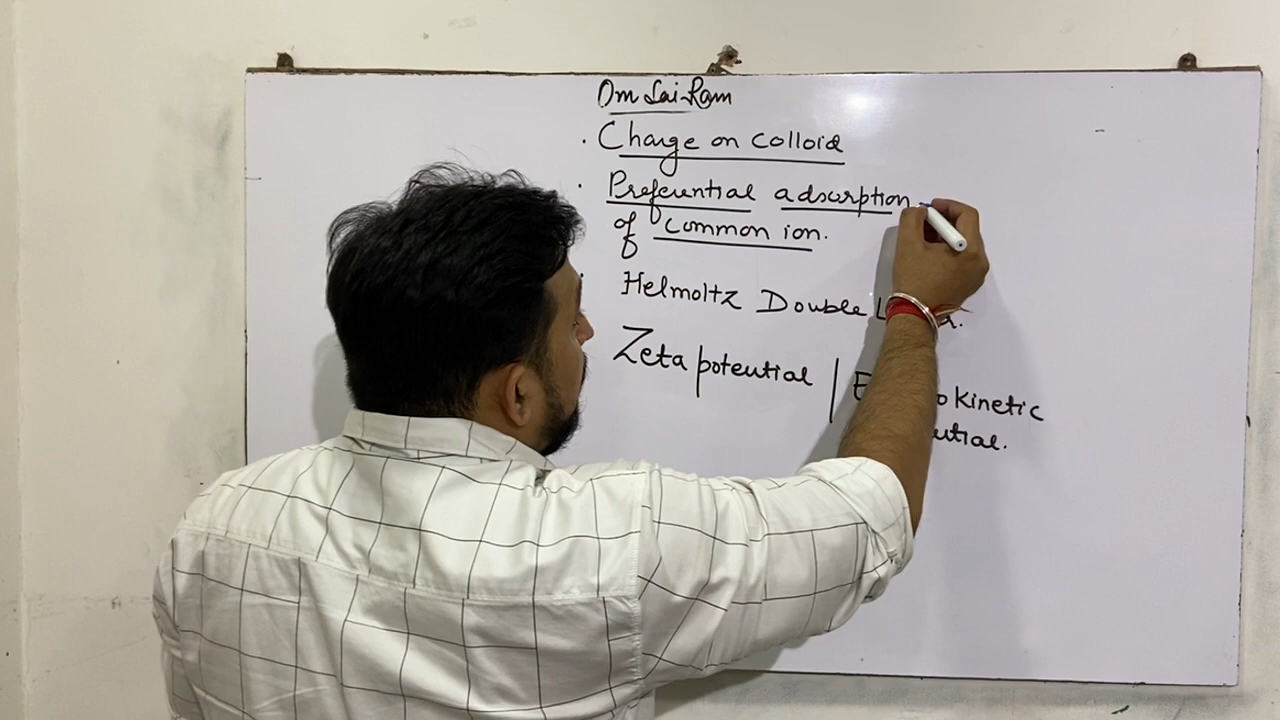 Om Sai Ram
. Charge on colloid
. Preferential adsorption
of common ion.
Helmoltz Double
Zeta potential | kinetic